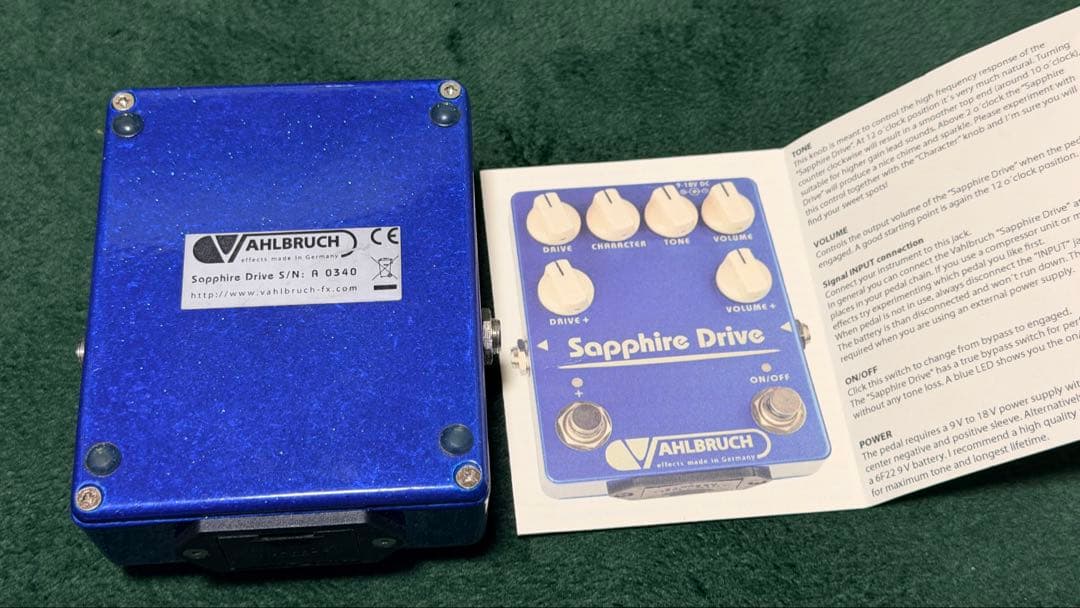 VAHLBRUCH
effects made in Germany
CE
Sapphire Drive S/N: A 0340
http://www.vahlbruch-fx.com
9-18V DC
DRIVE CHARACTER TONE VOLUME
DRIVE + VOLUME +
Sapphire Drive
+ ON/OFF
VAHLBRUCH
effects made in Germany
TONE
This knob is meant to control the high frequency response of the
"Sapphire Drive". At 12 o´clock position it´s very much natural. Turning
counter clockwise will result in a smoother top end (around 10 o´clock),
suitable for higher gain lead sounds. Above 2 o´clock the "Sapphire
Drive" will produce a nice chime and sparkle. Please experiment with
this control together with the "Character" knob and I´m sure you will
find your sweet spots!
VOLUME
Controls the output volume of the "Sapphire Drive" when the
engaged. A good starting point is again the 12 o´clock position.
Signal INPUT connection
Connect your instrument to this jack.
In general you can connect the Vahlbruch "Sapphire Drive"
places in your pedal chain. If you use a compressor unit or
effects try experimenting which pedal you like first.
When pedal is not in use, always disconnect the "INPUT"
The battery is than disconnected and won´t run down.
required when you are using an external power supply.
ON/OFF
Click this switch to change from bypass to engaged.
The "Sapphire Drive" has a true bypass switch for
without any tone loss. A blue LED shows you the
POWER
The pedal requires a 9 V to 18 V power supply
center negative and positive sleeve. Alternatively
a 6F22 9 V battery. I recommend a high quality
for maximum tone and longest lifetime.